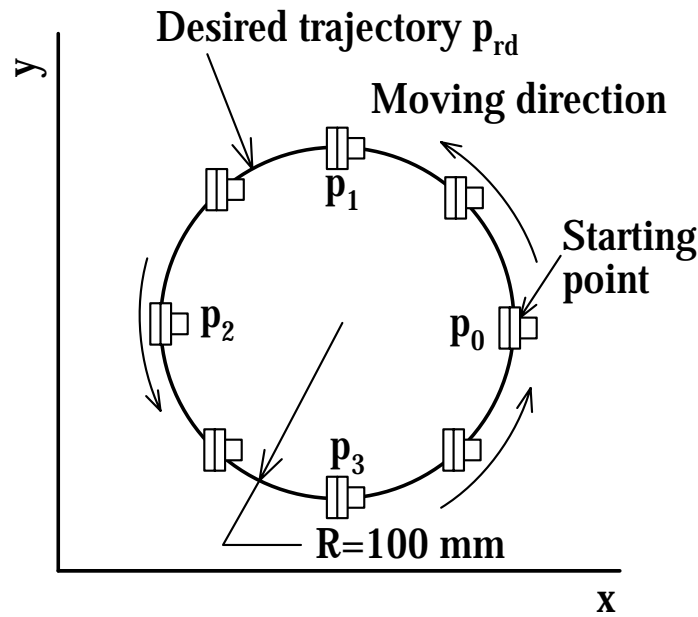 Desired trajectory p_rd
y
Moving direction
p_1
Starting
point
p_2
p_0
p_3
R=100 mm
x